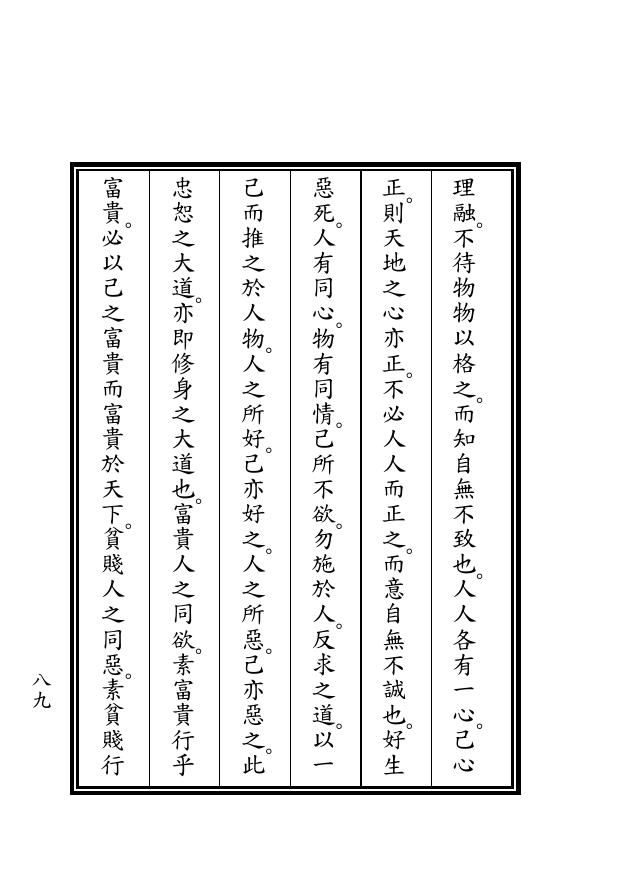 理融。不待物物以格之。而知自無不致也。人人各有一心。己心
正。則天地之心亦正。不必人人而正之。而意自無不誠也。好生
惡死。人有同心。物有同情。己所不欲。勿施於人。反求之道。以一
己而推之於人物。人之所好。己亦好之。人之所惡。己亦惡之。此
忠恕之大道。亦即修身之大道也。富貴人之同欲。素富貴行乎
富貴。必以己之富貴而富貴於天下。貧賤人之同惡。素貧賤行
八九